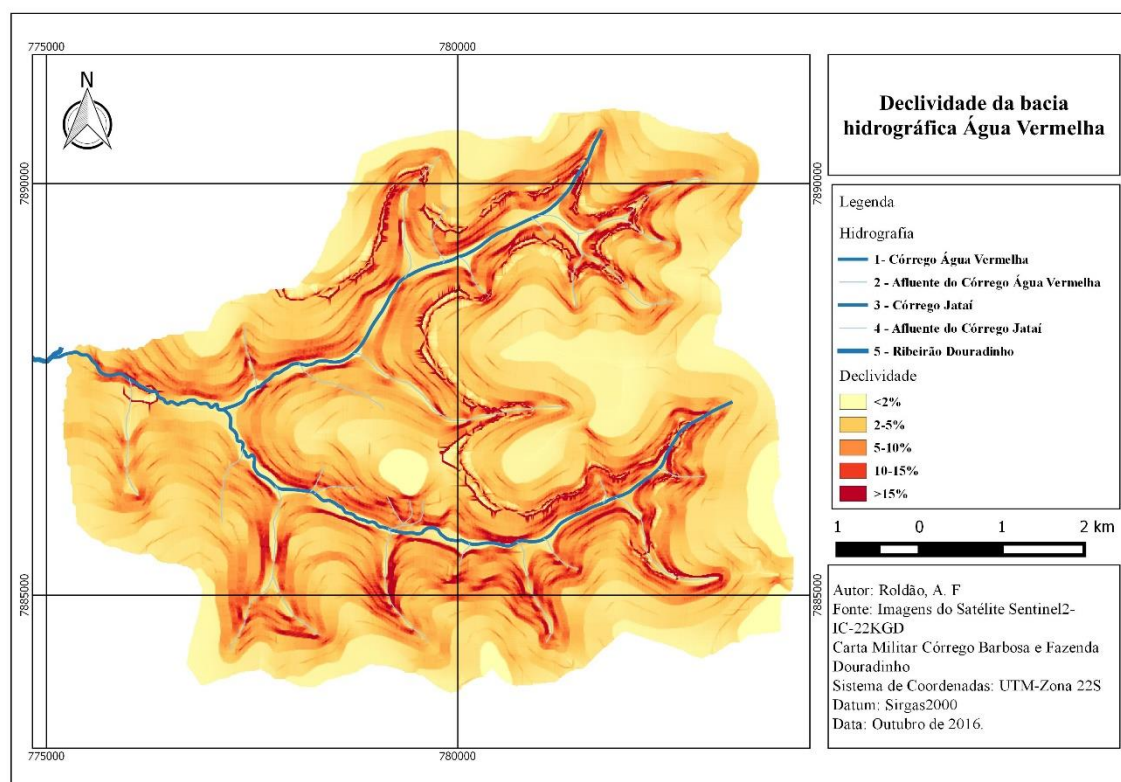 775000
780000
N
7890000
7890000
7885000
7885000
775000
780000
Declividade da bacia
hidrográfica Água Vermelha
Legenda
Hidrografia
1- Córrego Água Vermelha
2 - Afluente do Córrego Água Vermelha
3 - Córrego Jataí
4 - Afluente do Córrego Jataí
5 - Ribeirão Douradinho
Declividade
<2%
2-5%
5-10%
10-15%
>15%
1 0 1 2 km
Autor: Roldão, A. F
Fonte: Imagens do Satélite Sentinel2-
IC-22KGD
Carta Militar Córrego Barbosa e Fazenda
Douradinho
Sistema de Coordenadas: UTM-Zona 22S
Datum: Sirgas2000
Data: Outubro de 2016.